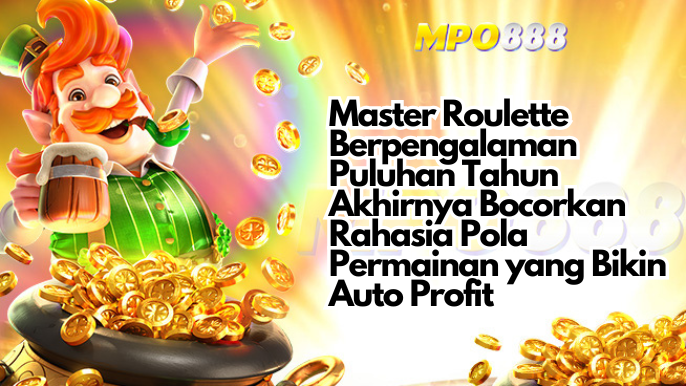 MPO888
Master Roulette
Berpengalaman
Puluhan Tahun
Akhirnya Bocorkan
Rahasia Pola
Permainan yang Bikin
Auto Profit